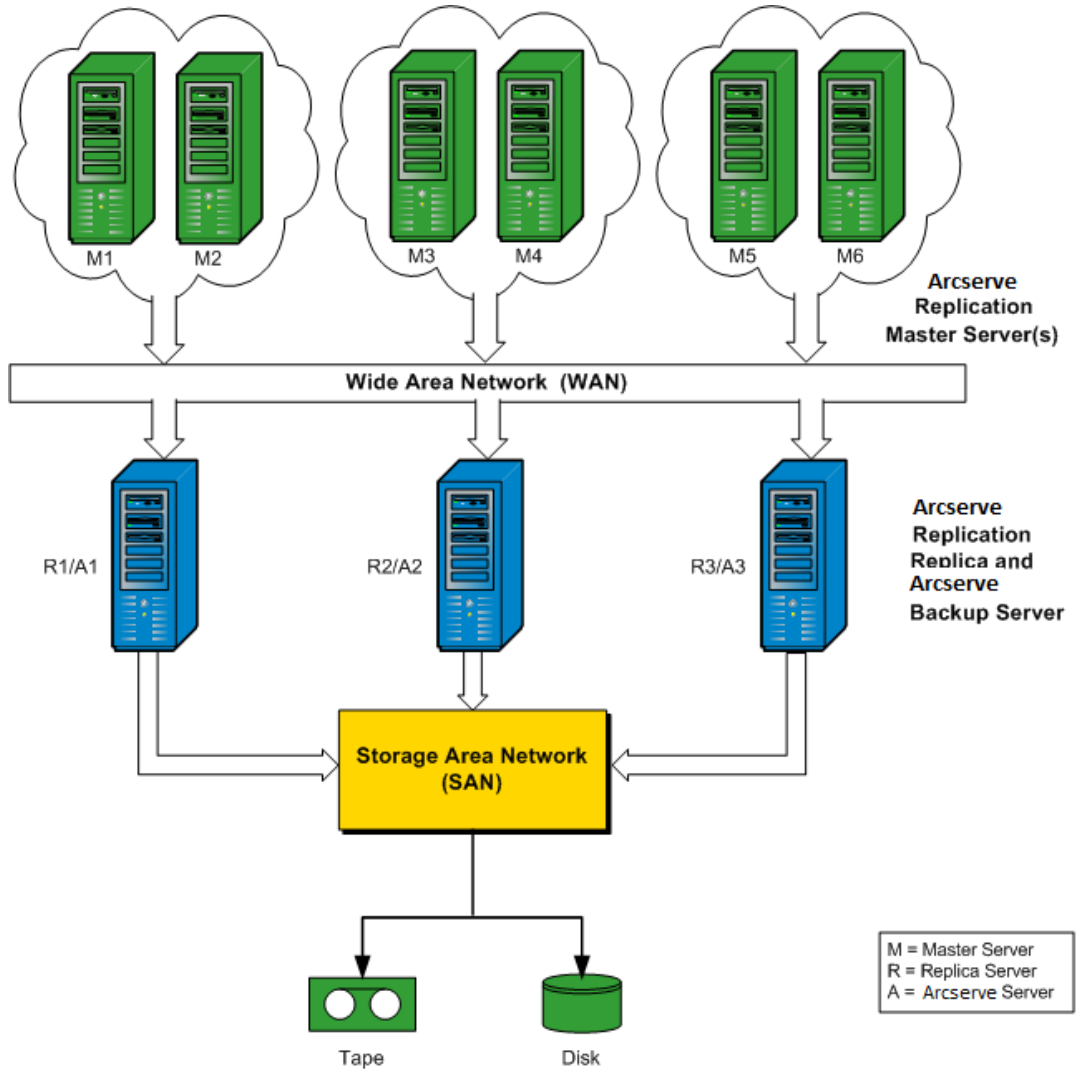 M1
M2
M3
M4
M5
M6
Arcserve
Replication
Master Server(s)
Wide Area Network (WAN)
R1/A1
R2/A2
R3/A3
Arcserve
Replication
Replica and
Arcserve
Backup Server
Storage Area Network
(SAN)
M = Master Server
R = Replica Server
A = Arcserve Server
Tape
Disk